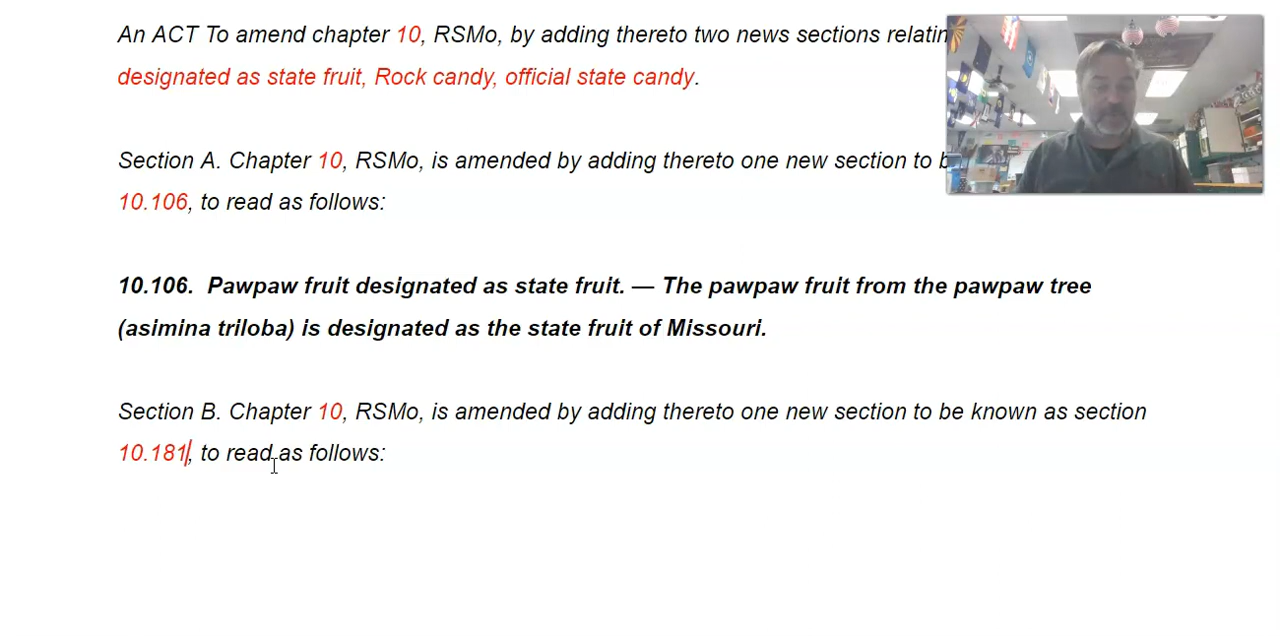 An ACT To amend chapter 10, RSMo, by adding thereto two news sections
designated as state fruit, Rock candy, official state candy.
Section A. Chapter 10, RSMo, is amended by adding thereto one new section to
10.106, to read as follows:
10.106. Pawpaw fruit designated as state fruit. — The pawpaw fruit from the pawpaw tree
(asimina triloba) is designated as the state fruit of Missouri.
Section B. Chapter 10, RSMo, is amended by adding thereto one new section to be known as section
10.181, to read as follows: